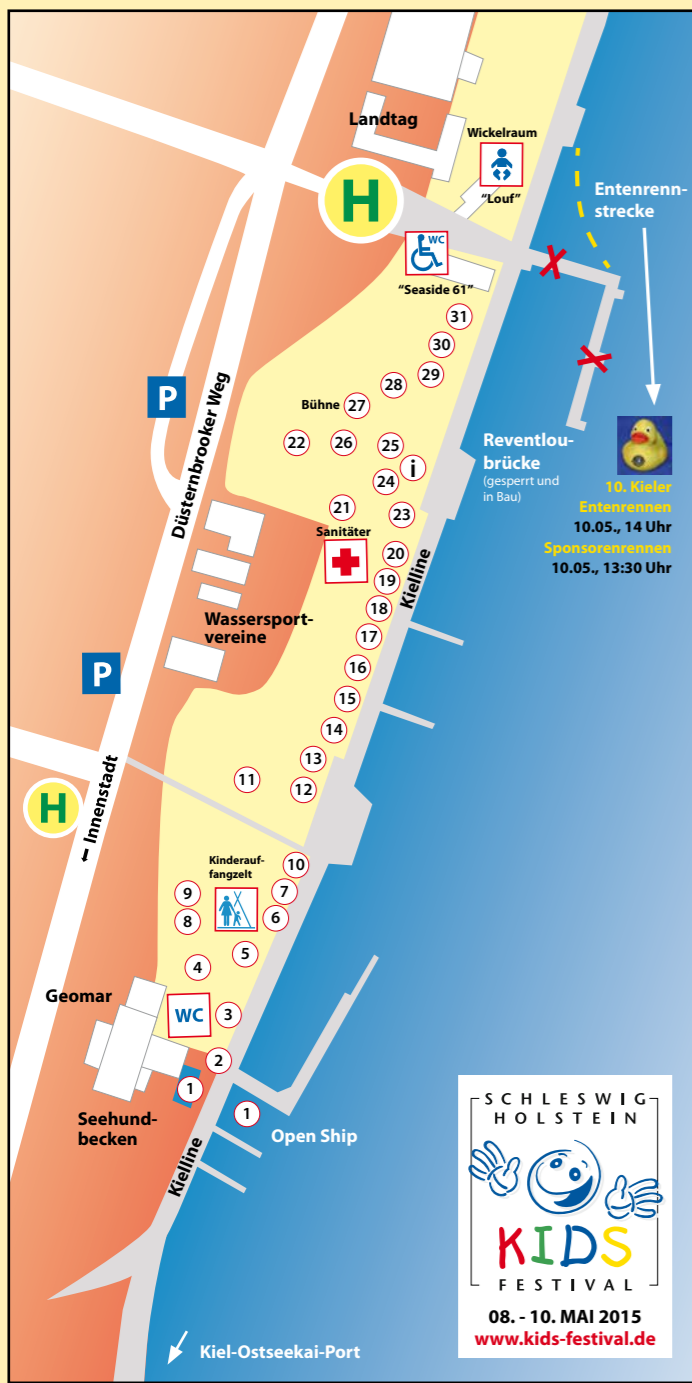 Landtag
Wickelraum
"Louf"
H
Entenrenn-
strecke
WC
"Seaside 61"
31
30
29
28
P
Bühne
27
22
26
25
i
24
Reventlou-
brücke
(gesperrt und
in Bau)
10. Kieler
Entenrennen
10.05., 14 Uhr
Sponsorenrennen
10.05., 13:30 Uhr
Düsternbrooker Weg
21
23
Sanitäter
20
19
Kielline
18
17
Wassersport-
vereine
16
P
15
14
13
11
12
H
← Innenstadt
10
Kinderauf-
fangzelt
9
7
8
6
5
4
Geomar
WC
3
2
1
1
Seehund-
becken
Open Ship
Kielline
Kiel-Ostseekai-Port
SCHLESWIG
HOLSTEIN
KIDS
FESTIVAL
08. - 10. MAI 2015
www.kids-festival.de